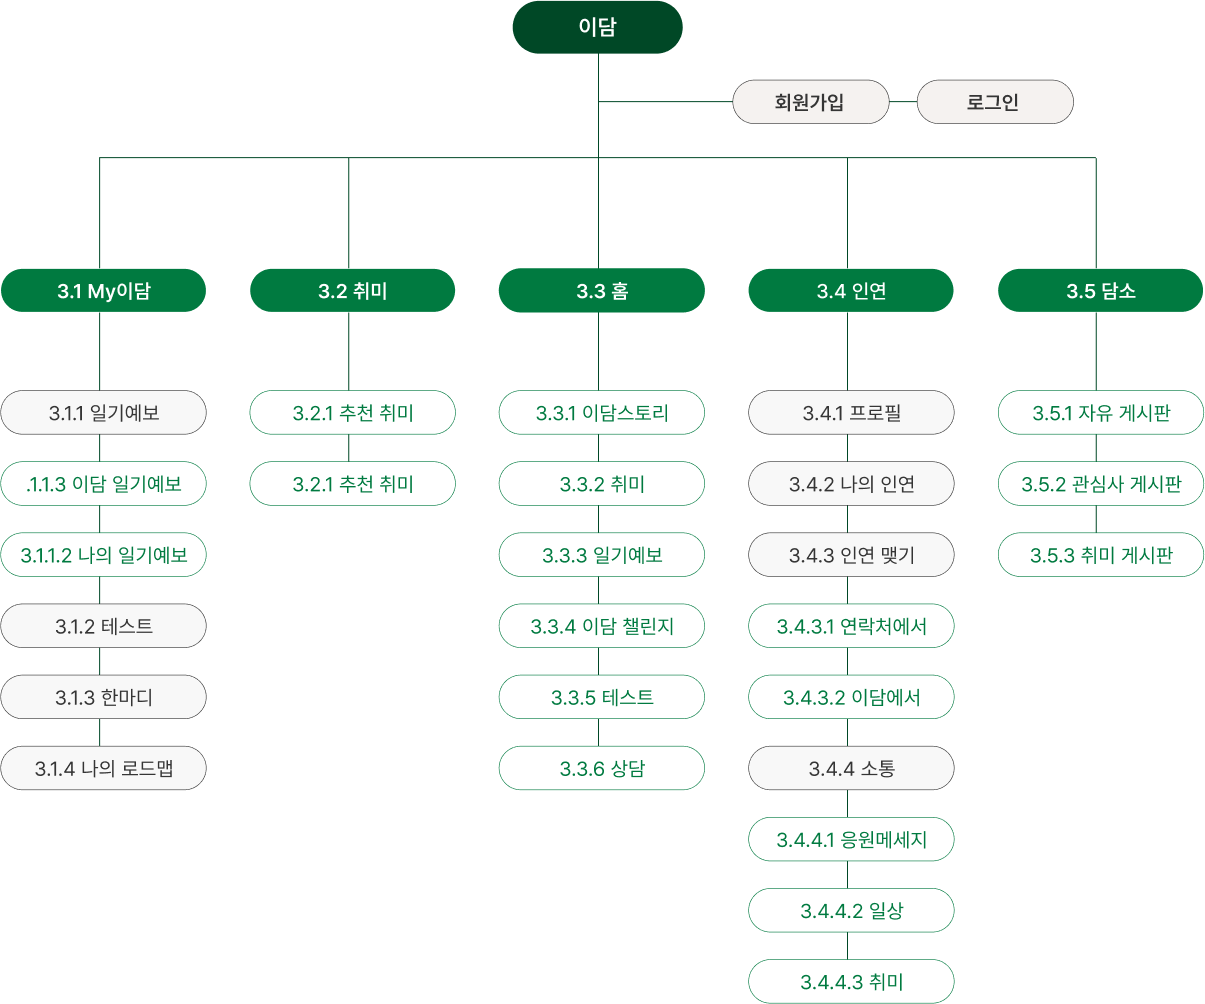 이담
회원가입
로그인
3.1 My이담
3.2 취미
3.3 홈
3.4 인연
3.5 담소
3.1.1 일기예보
.1.1.3 이담 일기예보
3.1.1.2 나의 일기예보
3.1.2 테스트
3.1.3 한마디
3.1.4 나의 로드맵
3.2.1 추천 취미
3.2.1 추천 취미
3.3.1 이담스토리
3.3.2 취미
3.3.3 일기예보
3.3.4 이담 챌린지
3.3.5 테스트
3.3.6 상담
3.4.1 프로필
3.4.2 나의 인연
3.4.3 인연 맺기
3.4.3.1 연락처에서
3.4.3.2 이담에서
3.4.4 소통
3.4.4.1 응원메세지
3.4.4.2 일상
3.4.4.3 취미
3.5.1 자유 게시판
3.5.2 관심사 게시판
3.5.3 취미 게시판